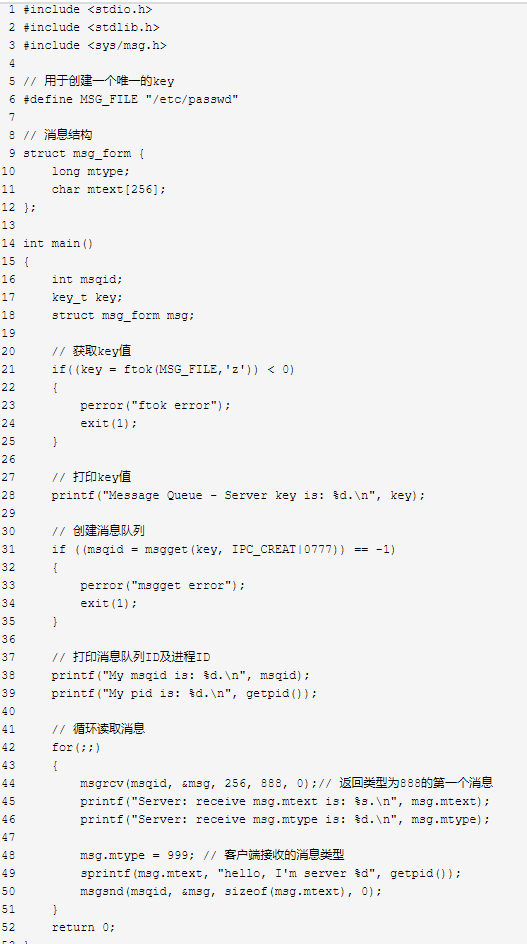 1 #include <stdio.h>
2 #include <stdlib.h>
3 #include <sys/msg.h>
4
5 // 用于创建一个唯一的key
6 #define MSG_FILE "/etc/passwd"
7
8 // 消息结构
9 struct msg_form {
10     long mtype;
11     char mtext[256];
12 };
13
14 int main()
15 {
16     int msqid;
17     key_t key;
18     struct msg_form msg;
19
20     // 获取key值
21     if((key = ftok(MSG_FILE,'z')) < 0)
22     {
23         perror("ftok error");
24         exit(1);
25     }
26
27     // 打印key值
28     printf("Message Queue - Server key is: %d.\n", key);
29
30     // 创建消息队列
31     if ((msqid = msgget(key, IPC_CREAT|0777)) == -1)
32     {
33         perror("msgget error");
34         exit(1);
35     }
36
37     // 打印消息队列ID及进程ID
38     printf("My msqid is: %d.\n", msqid);
39     printf("My pid is: %d.\n", getpid());
40
41     // 循环读取消息
42     for(;;)
43     {
44         msgrcv(msqid, &msg, 256, 888, 0);// 返回类型为888的第一个消息
45         printf("Server: receive msg.mtext is: %s.\n", msg.mtext);
46         printf("Server: receive msg.mtype is: %d.\n", msg.mtype);
47
48         msg.mtype = 999; // 客户端接收的消息类型
49         sprintf(msg.mtext, "hello, I'm server %d", getpid());
50         msgsnd(msqid, &msg, sizeof(msg.mtext), 0);
51     }
52     return 0;